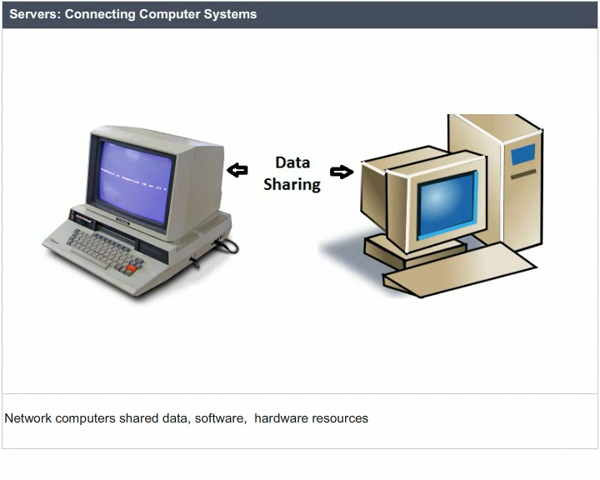 Servers: Connecting Computer Systems
Data
Sharing
Network computers shared data, software,  hardware resources